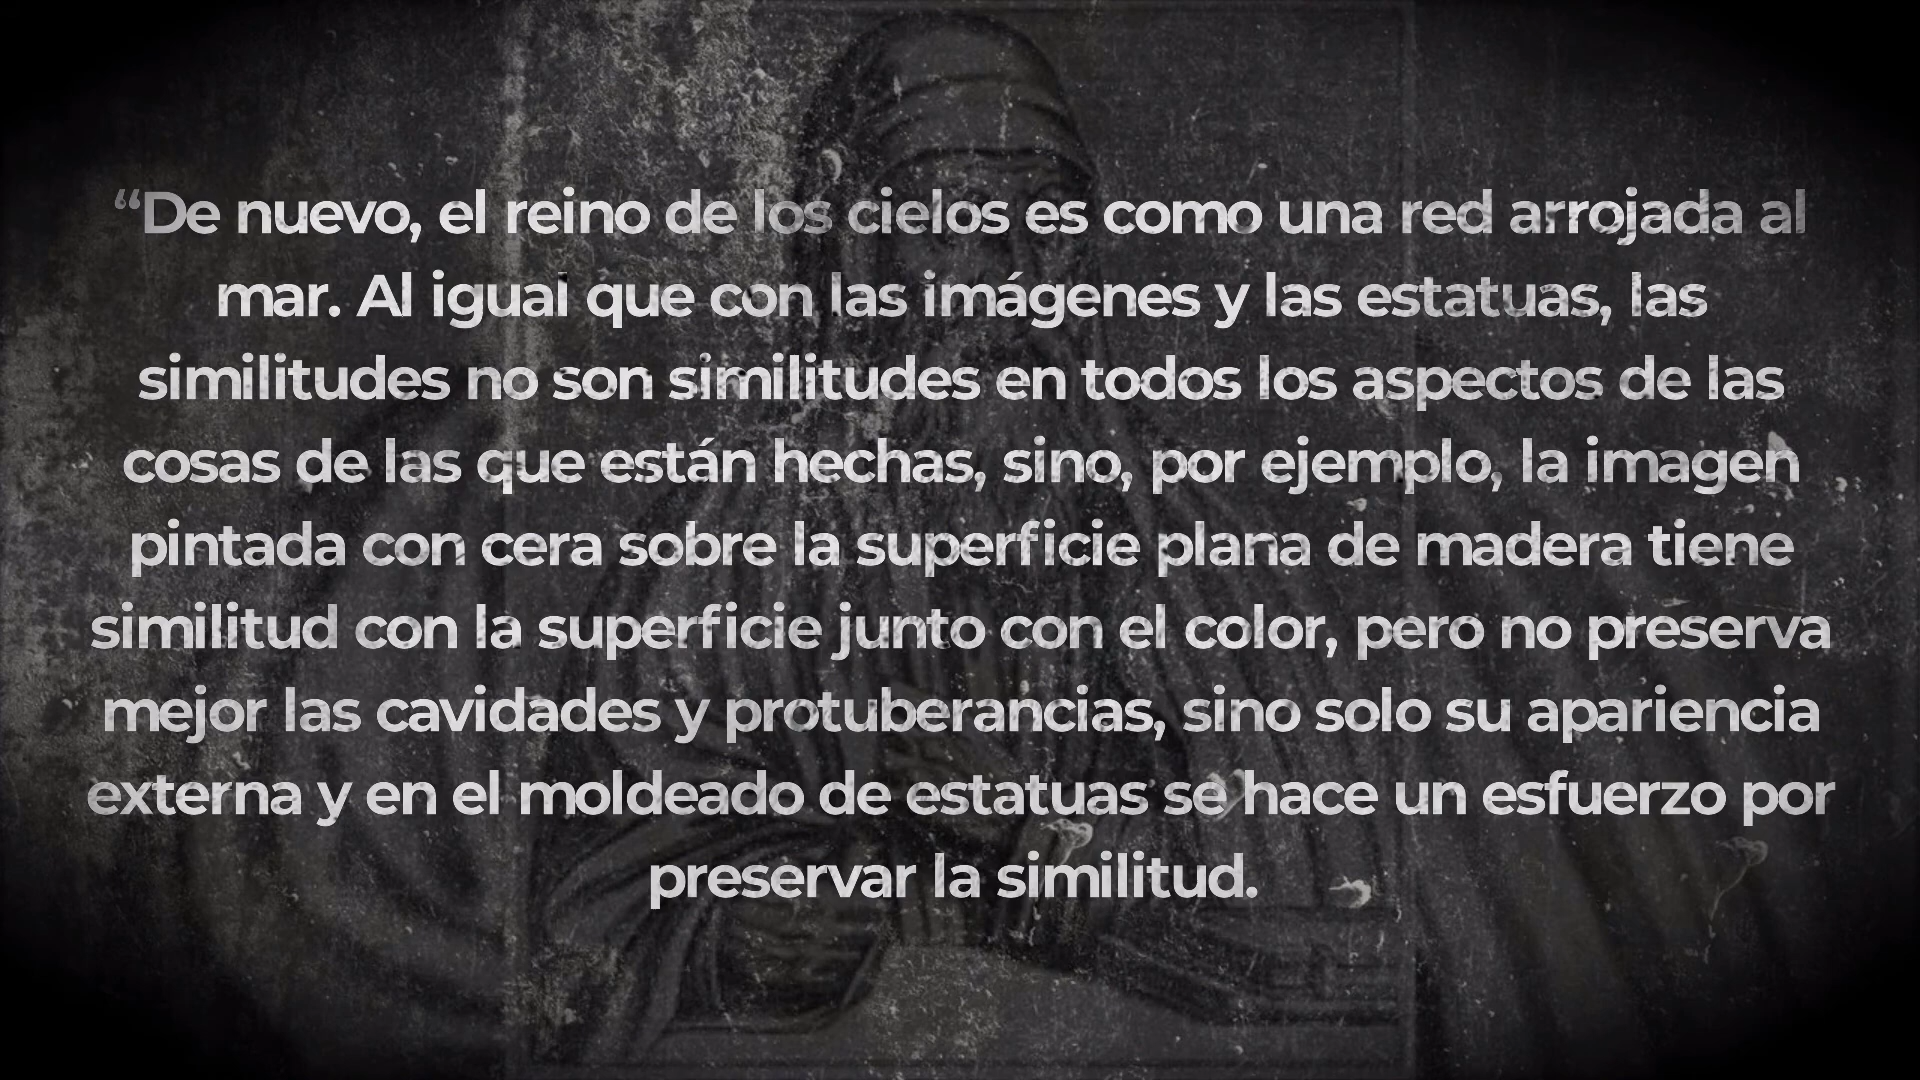 “De nuevo, el reino de los cielos es como una red arrojada al
mar. Al igual que con las imágenes y las estatuas, las
similitudes no son similitudes en todos los aspectos de las
cosas de las que están hechas, sino, por ejemplo, la imagen
pintada con cera sobre la superficie plana de madera tiene
similitud con la superficie junto con el color, pero no preserva
mejor las cavidades y protuberancias, sino solo su apariencia
externa y en el moldeado de estatuas se hace un esfuerzo por
preservar la similitud.